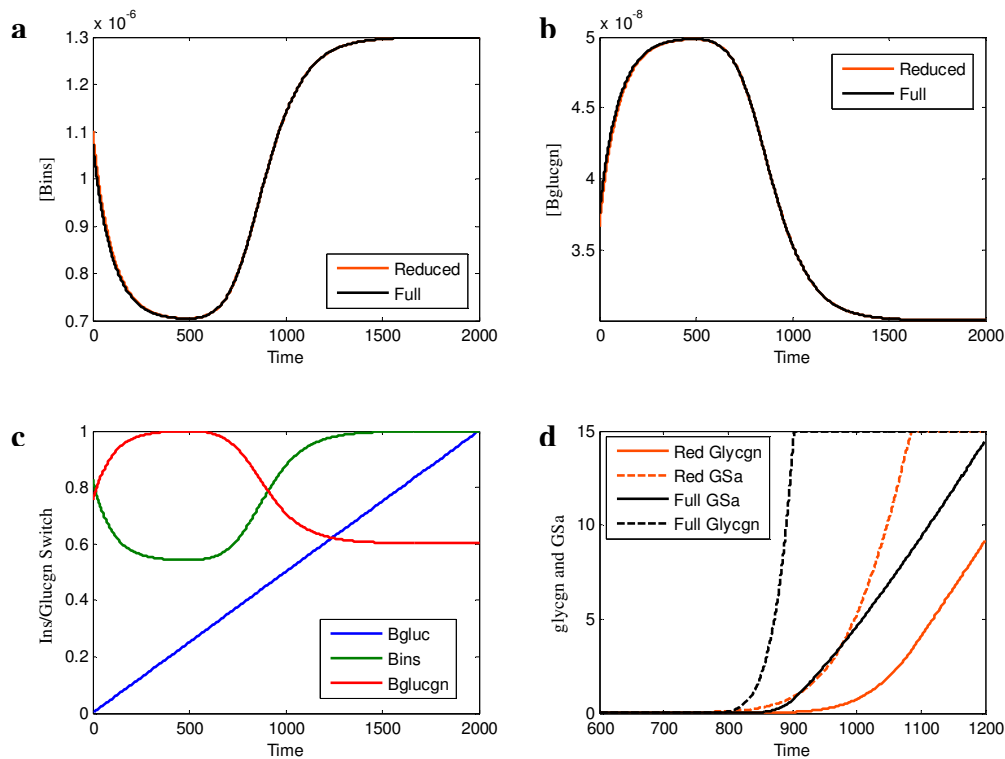 a
x 10^-6
1.3
1.2
1.1
1
0.9
0.8
0.7
[Bins]
Reduced
Full
0 500 1000 1500 2000
Time
b
x 10^-8
5
4.5
4
3.5
[Bglucgn]
Reduced
Full
0 500 1000 1500 2000
Time
c
1
0.8
0.6
0.4
0.2
0
Ins/Glucgn Switch
Bgluc
Bins
Bglucgn
0 500 1000 1500 2000
Time
d
15
10
5
0
glycgn and GSa
Red Glycgn
Red GSa
Full GSa
Full Glycgn
600 700 800 900 1000 1100 1200
Time